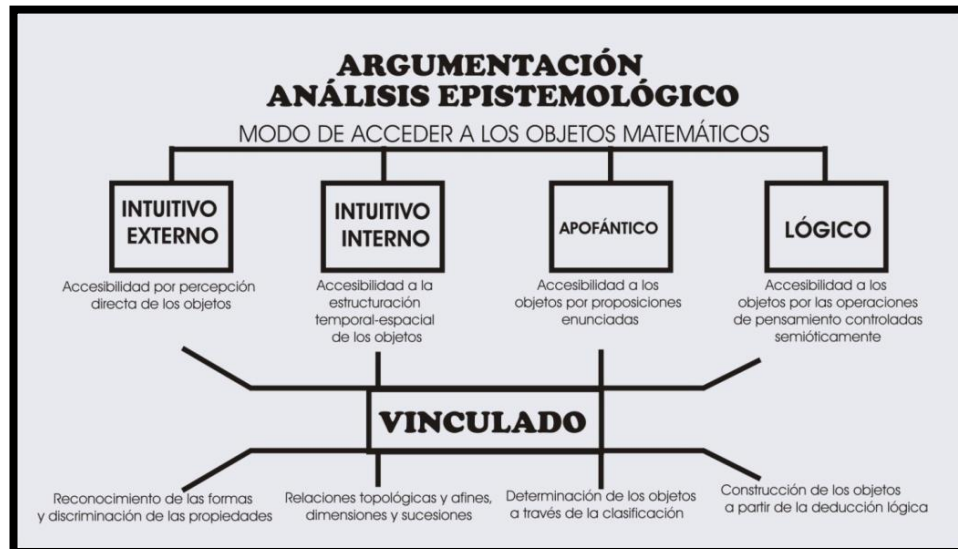 ARGUMENTACIÓN
ANÁLISIS EPISTEMOLÓGICO
MODO DE ACCEDER A LOS OBJETOS MATEMÁTICOS
INTUITIVO
EXTERNO
Accesibilidad por percepción
directa de los objetos
INTUITIVO
INTERNO
Accesibilidad a la
estructuración
temporal-espacial
de los objetos
APOFÁNTICO
Accesibilidad a los
objetos por proposiciones
enunciadas
LÓGICO
Accesibilidad a los
objetos por las operaciones
de pensamiento controladas
semióticamente
VINCULADO
Reconocimiento de las formas
y discriminación de las propiedades
Relaciones topológicas y afines,
dimensiones y sucesiones
Determinación de los objetos
a través de la clasificación
Construcción de los objetos
a partir de la deducción lógica